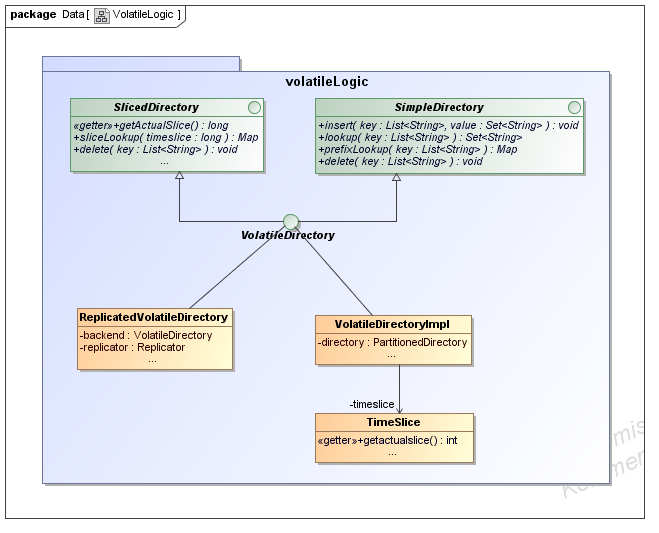 package Data[ VolatileLogic ]
volatileLogic
SlicedDirectory
«getter»+getActualSlice() : long
+sliceLookup( timeslice : long ) : Map
+delete( key : List<String> ) : void
...
SimpleDirectory
+insert( key : List<String>, value : Set<String> ) : void
+lookup( key : List<String> ) : Set<String>
+prefixLookup( key : List<String> ) : Map
+delete( key : List<String> ) : void
VolatileDirectory
ReplicatedVolatileDirectory
-backend : VolatileDirectory
-replicator : Replicator
...
VolatileDirectoryImpl
-directory : PartitionedDirectory
...
-timeslice
TimeSlice
«getter»+getactualslice() : int
...